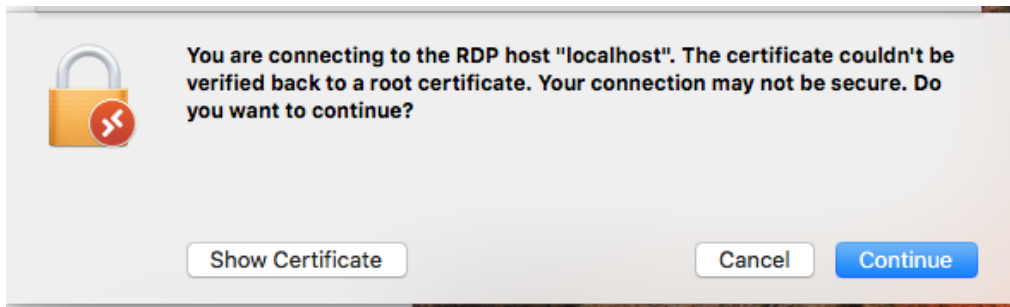 You are connecting to the RDP host "localhost". The certificate couldn't be
verified back to a root certificate. Your connection may not be secure. Do
you want to continue?
Show Certificate
Cancel
Continue